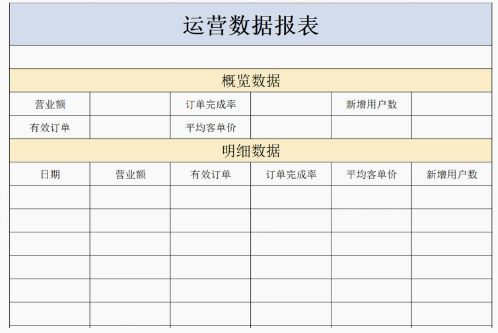 运营数据报表
概览数据
营业额 订单完成率 新增用户数
有效订单 平均客单价
明细数据
日期 营业额 有效订单 订单完成率 平均客单价 新增用户数